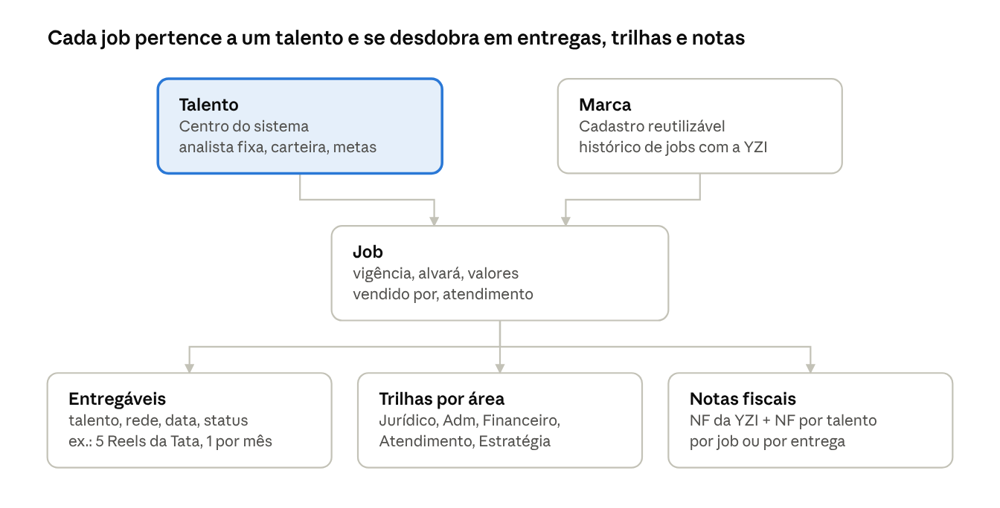 Cada job pertence a um talento e se desdobra em entregas, trilhas e notas
Talento
Centro do sistema
analista fixa, carteira, metas
Marca
Cadastro reutilizável
histórico de jobs com a YZI
Job
vigência, alvará, valores
vendido por, atendimento
Entregáveis
talento, rede, data, status
ex.: 5 Reels da Tata, 1 por mês
Trilhas por área
Jurídico, Adm, Financeiro,
Atendimento, Estratégia
Notas fiscais
NF da YZI + NF por talento
por job ou por entrega